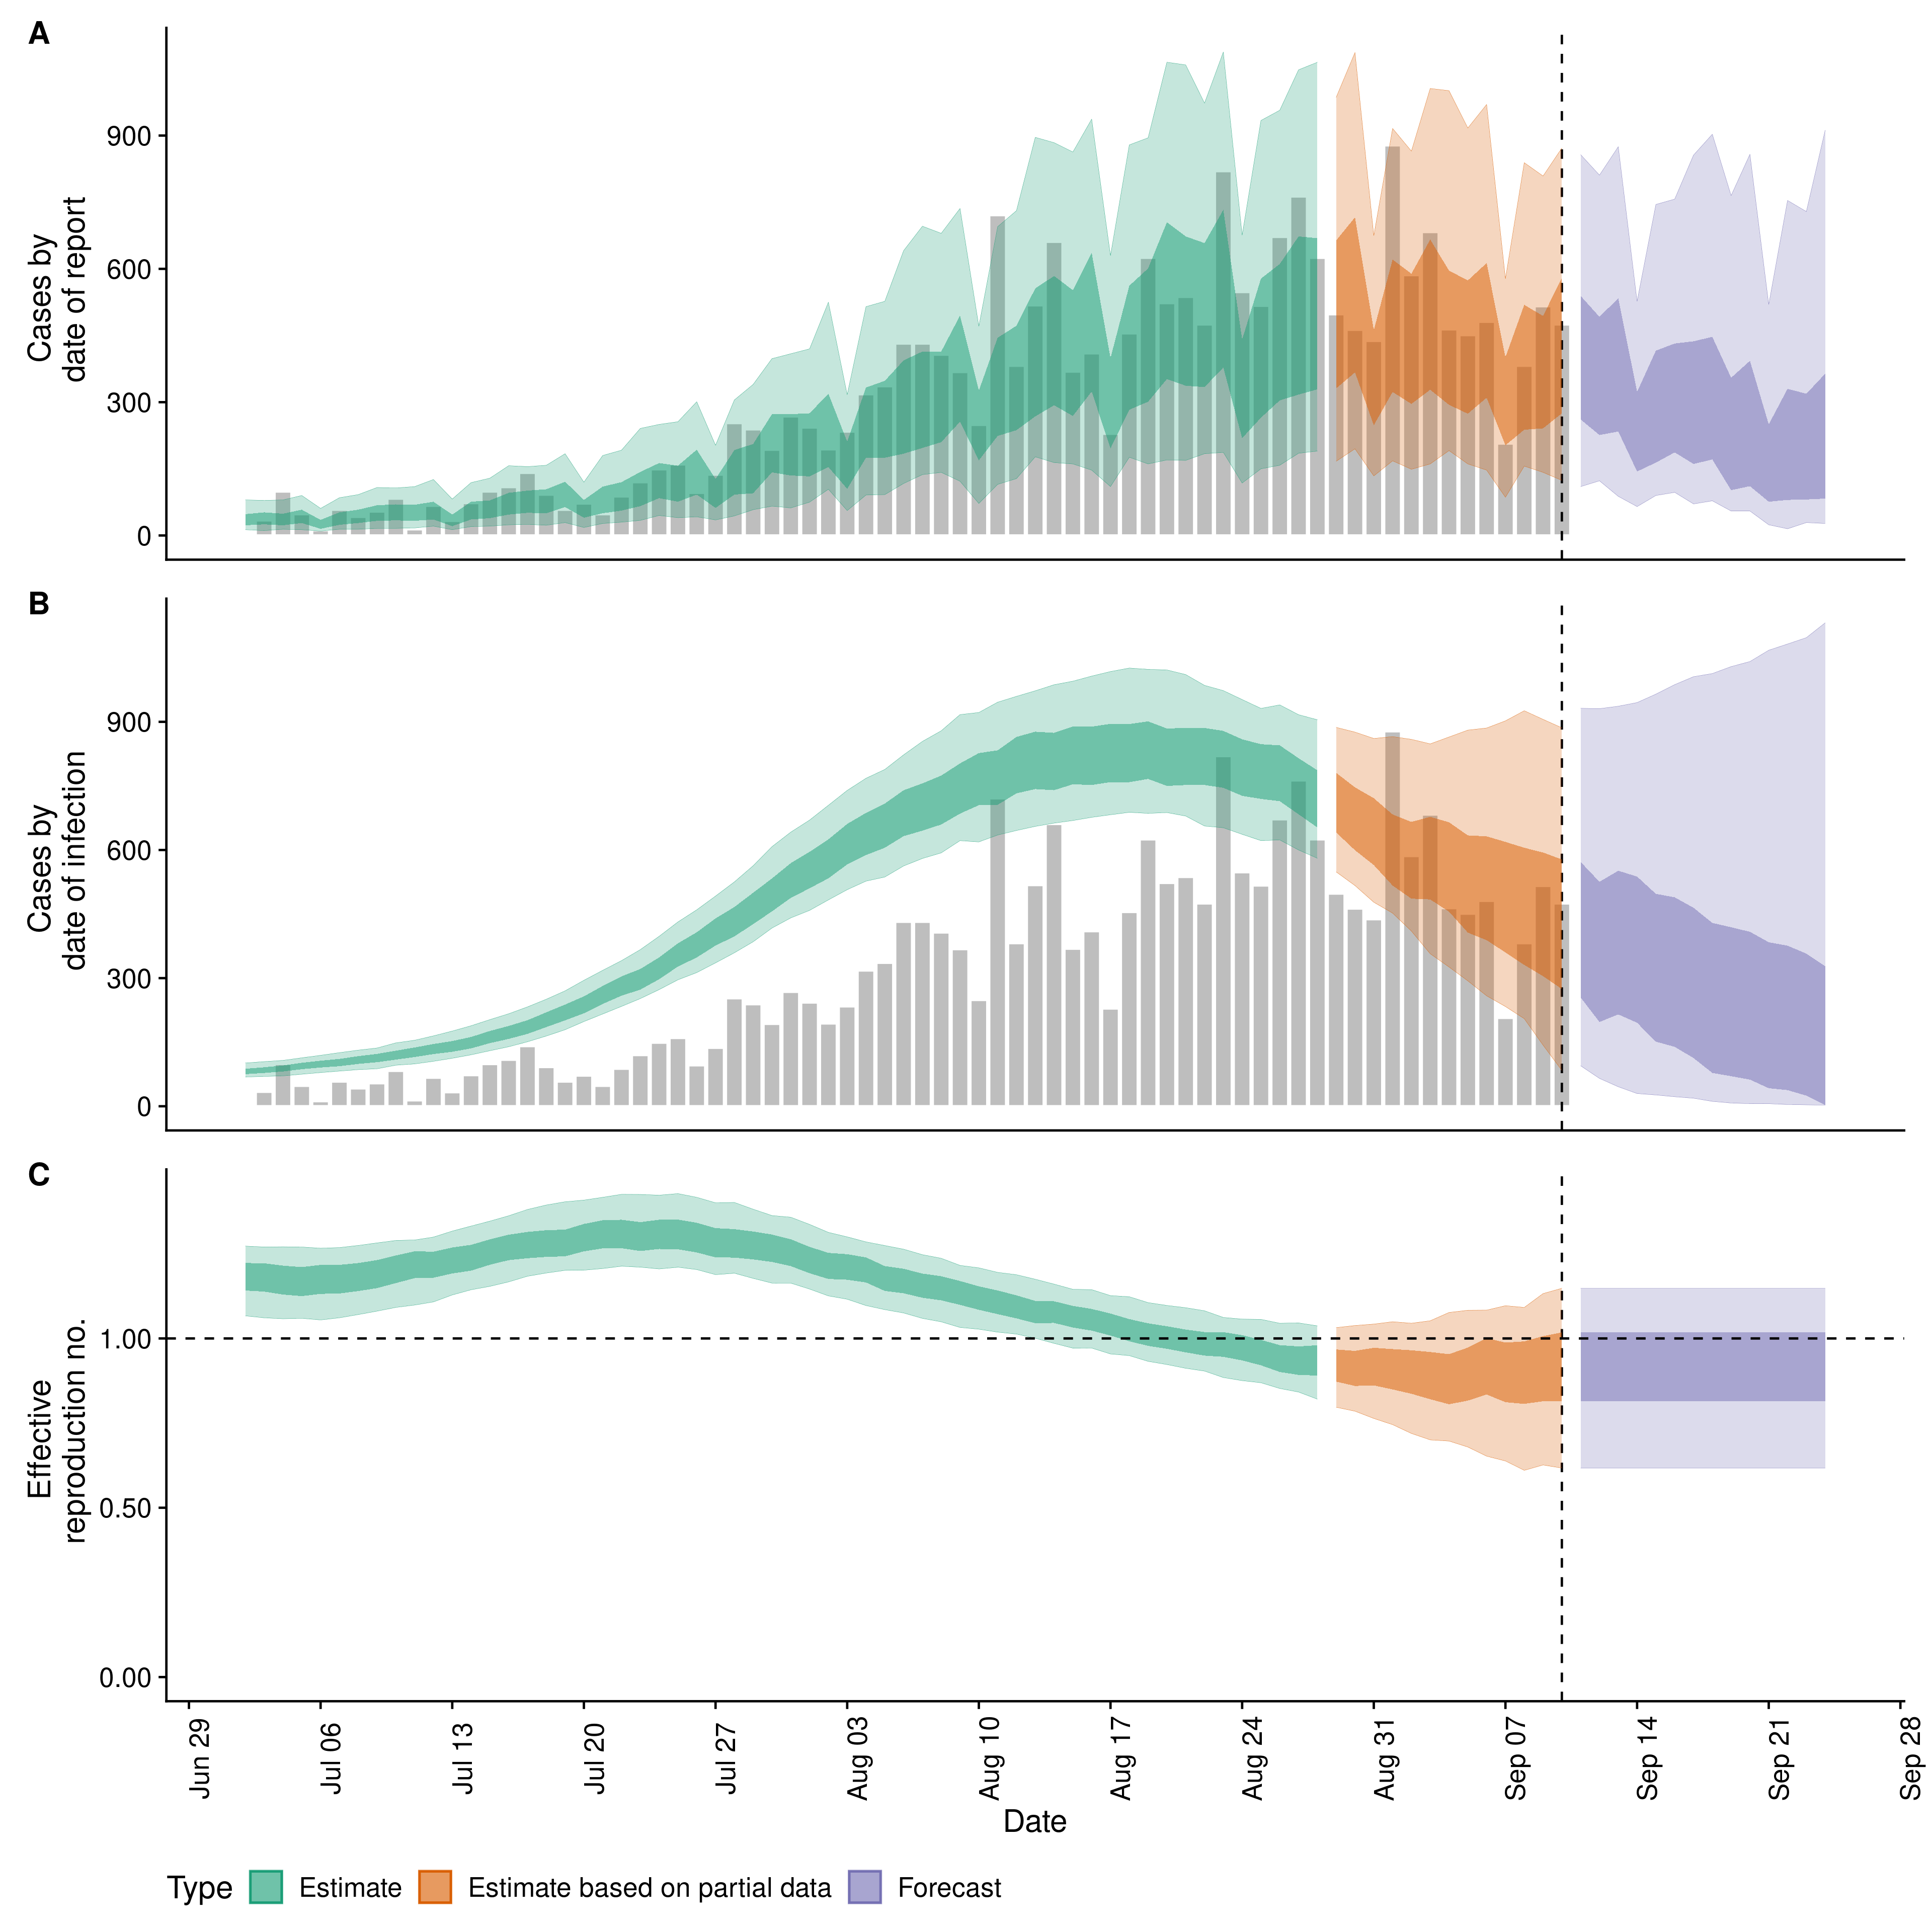 A
Cases by
date of report
900
600
300
0
B
Cases by
date of infection
900
600
300
0
C
Effective
reproduction no.
1.00
0.50
0.00
Jun 29
Jul 06
Jul 13
Jul 20
Jul 27
Aug 03
Aug 10
Aug 17
Aug 24
Aug 31
Sep 07
Sep 14
Sep 21
Sep 28
Date
Type Estimate Estimate based on partial data Forecast